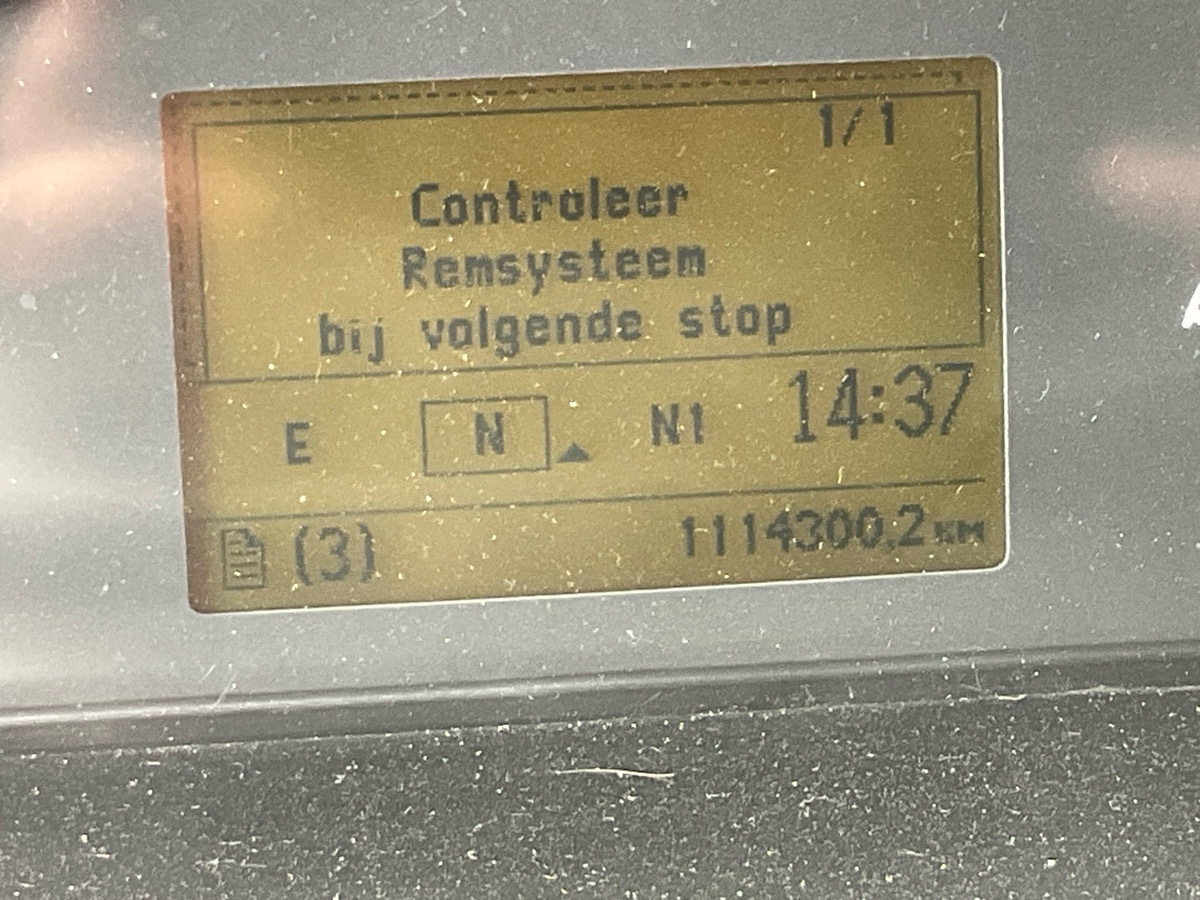 1/1
Controleer
Remsysteem
bij volgende stop
E N N1 14:37
(3) 1114300,2 KM